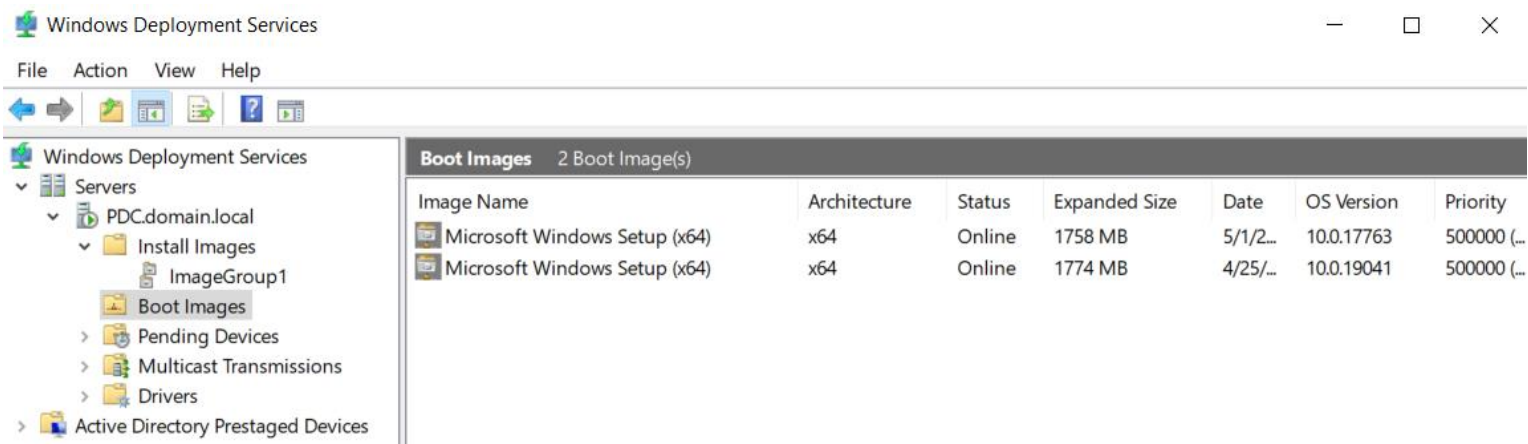 Windows Deployment Services
File Action View Help
Windows Deployment Services
Servers
PDC.domain.local
Install Images
ImageGroup1
Boot Images
Pending Devices
Multicast Transmissions
Drivers
Active Directory Prestaged Devices
Boot Images 2 Boot Image(s)
Image Name Architecture Status Expanded Size Date OS Version Priority
Microsoft Windows Setup (x64) x64 Online 1758 MB 5/1/2... 10.0.17763 500000 (...
Microsoft Windows Setup (x64) x64 Online 1774 MB 4/25/... 10.0.19041 500000 (...